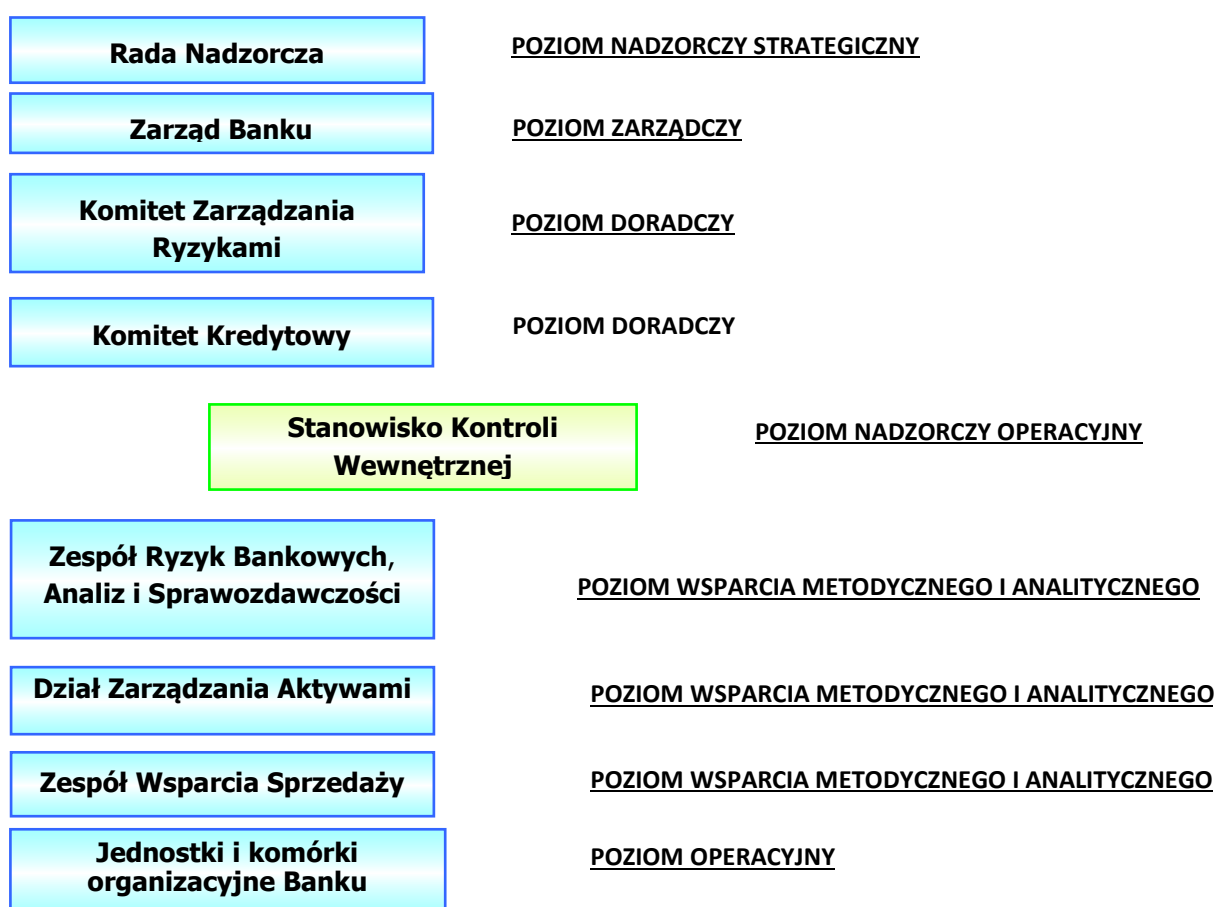 Rada Nadzorcza
POZIOM NADZORCZY STRATEGICZNY
Zarząd Banku
POZIOM ZARZĄDCZY
Komitet Zarządzania
Ryzykami
POZIOM DORADCZY
Komitet Kredytowy
POZIOM DORADCZY
Stanowisko Kontroli
Wewnętrznej
POZIOM NADZORCZY OPERACYJNY
Zespół Ryzyk Bankowych,
Analiz i Sprawozdawczości
POZIOM WSPARCIA METODYCZNEGO I ANALITYCZNEGO
Dział Zarządzania Aktywami
POZIOM WSPARCIA METODYCZNEGO I ANALITYCZNEGO
Zespół Wsparcia Sprzedaży
POZIOM WSPARCIA METODYCZNEGO I ANALITYCZNEGO
Jednostki i komórki
organizacyjne Banku
POZIOM OPERACYJNY